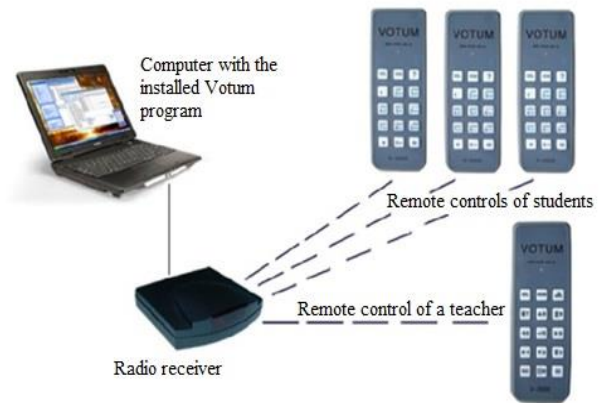 VOTUM
VOTUM
VOTUM
Computer with the
installed Votum
program
Remote controls of students
VOTUM
Remote control of a teacher
Radio receiver